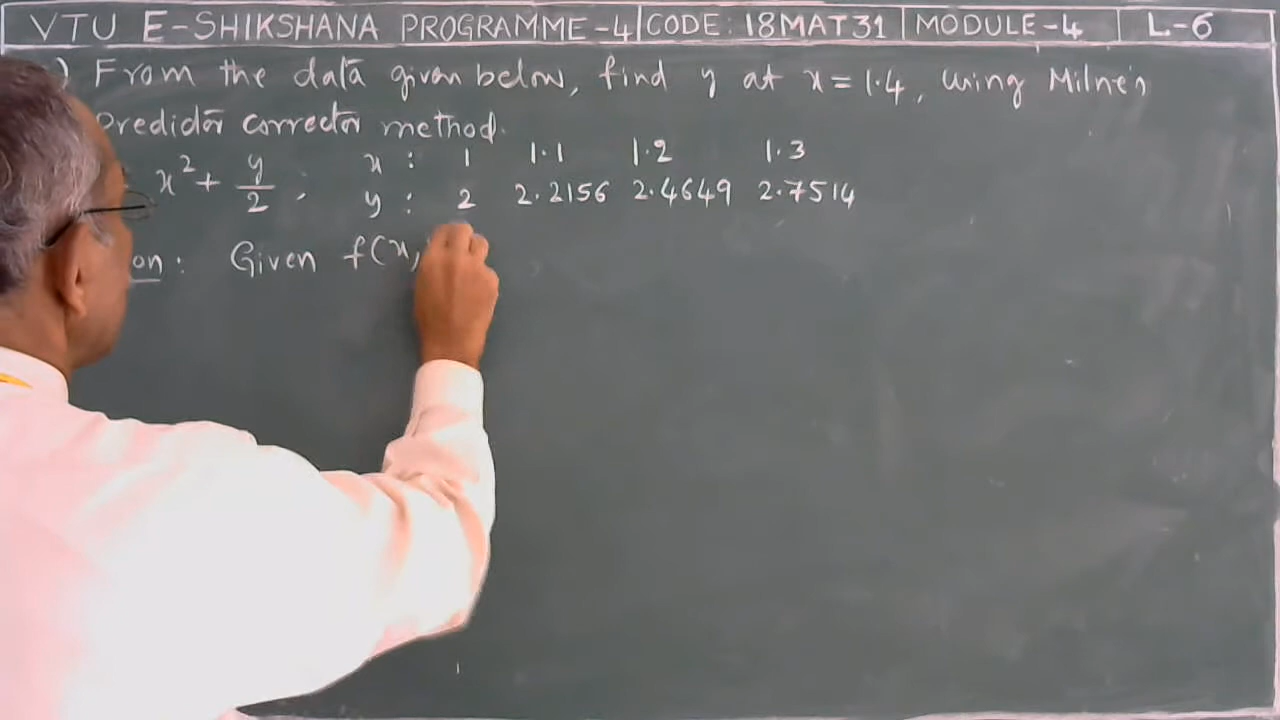 VTU E-SHIKSHANA PROGRAMME-4 CODE: 18MAT31 MODULE-4 L-6
) From the data given below, find y at x = 1.4, using Milne's
Predictor corrector method.
x² + y/2 , x : 1 1.1 1.2 1.3
y : 2 2.2156 2.4649 2.7514
on : Given f(x,